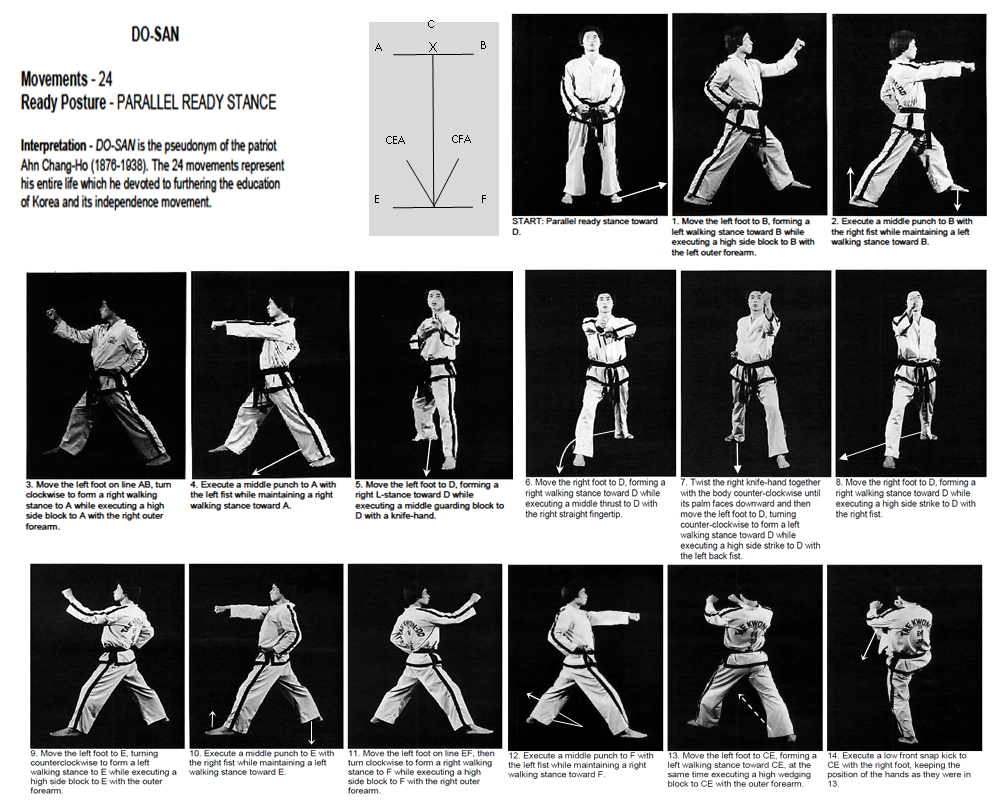 DO-SAN
Movements - 24
Ready Posture - PARALLEL READY STANCE
Interpretation - DO-SAN is the pseudonym of the patriot
Ahn Chang-Ho (1876-1938). The 24 movements represent
his entire life which he devoted to furthering the education
of Korea and its independence movement.
C
A
X
B
CEA
CFA
E
F
START: Parallel ready stance toward
D.
1. Move the left foot to B, forming a
left walking stance toward B while
executing a high side block to B with
the left outer forearm.
2. Execute a middle punch to B with
the right fist while maintaining a left
walking stance toward B.
3. Move the left foot on line AB, turn
clockwise to form a right walking
stance to A while executing a high
side block to A with the right outer
forearm.
4. Execute a middle punch to A with
the left fist while maintaining a right
walking stance toward A.
5. Move the left foot to D, forming a
right L-stance toward D while
executing a middle guarding block to
D with a knife-hand.
6. Move the right foot to D, forming a
right walking stance toward D while
executing a middle thrust to D with
the right straight fingertip.
7. Twist the right knife-hand together
with the body counter-clockwise until
its palm faces downward and then
move the left foot to D, turning
counter-clockwise to form a left
walking stance toward D while
executing a high side strike to D with
the left back fist.
8. Move the right foot to D, forming a
right walking stance toward D while
executing a high side strike to D with
the right fist.
9. Move the left foot to E, turning
counterclockwise to form a left
walking stance to E while executing a
high side block to E with the outer
forearm.
10. Execute a middle punch to E with
the right fist while maintaining a left
walking stance toward E.
11. Move the left foot on line EF, then
turn clockwise to form a right walking
stance to F while executing a high
side block to F with the right outer
forearm.
12. Execute a middle punch to F with
the left fist while maintaining a right
walking stance toward F.
TAEKWON
13. Move the left foot to CE, forming a
left walking stance toward CE, at the
same time executing a high wedging
block to CE with the outer forearm.
TAEKWON
14. Execute a low front snap kick to
CE with the right foot, keeping the
position of the hands as they were in
13.